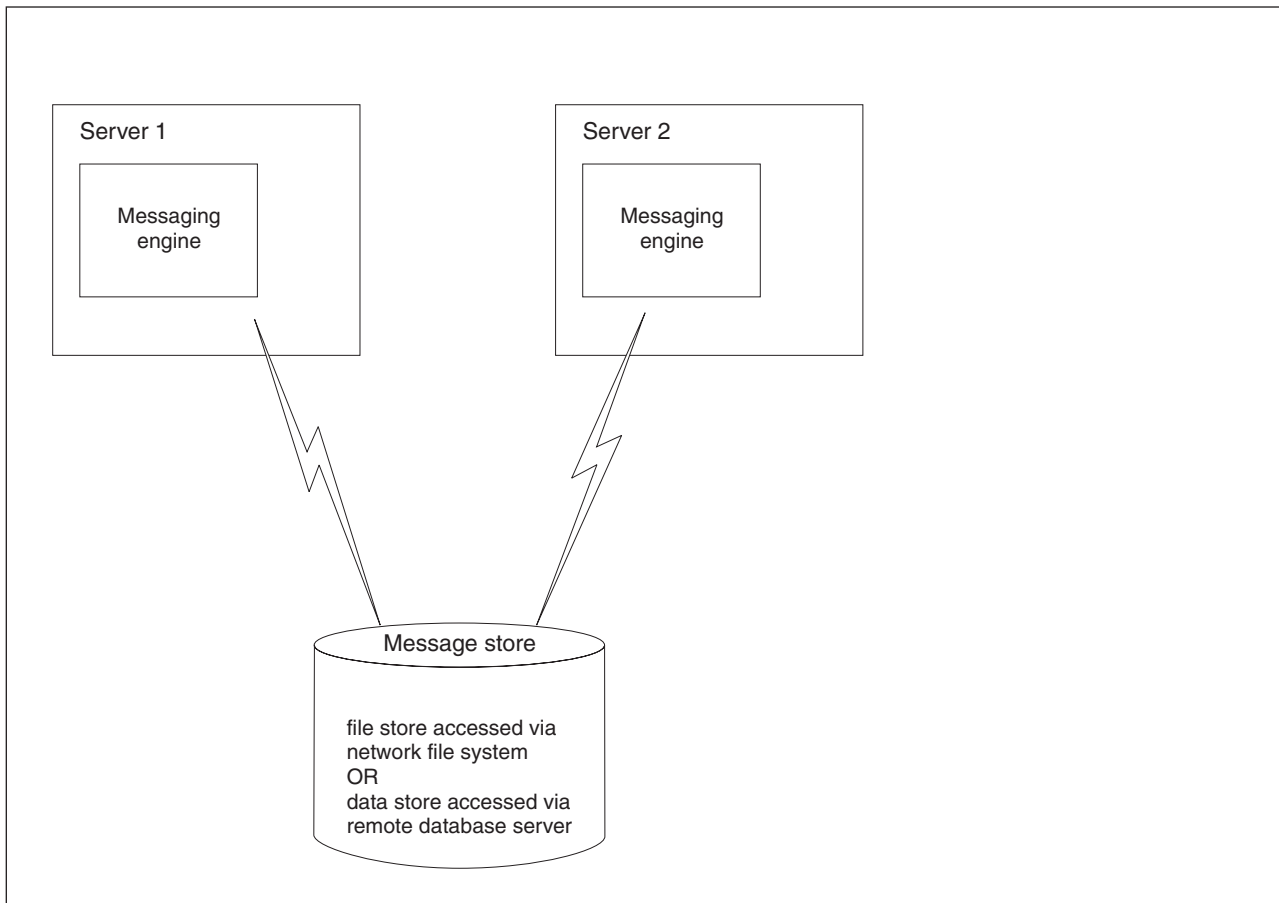 Server 1
Messaging
engine
Server 2
Messaging
engine
Message store
file store accessed via
network file system
OR
data store accessed via
remote database server